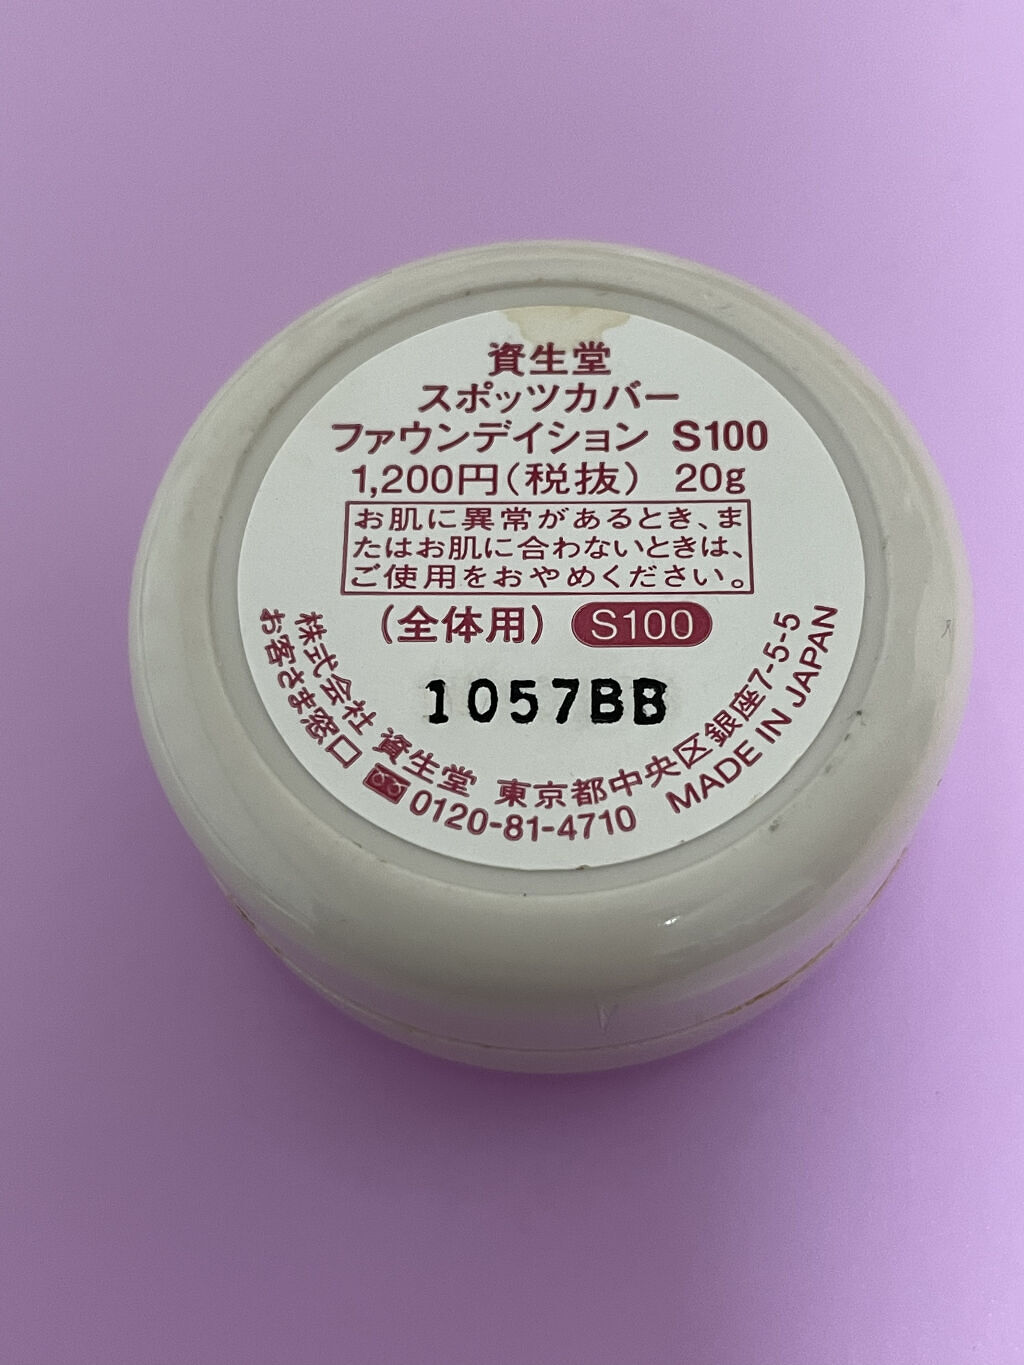 資生堂
スポッツカバー
ファウンデイション S100
1,200円(税抜) 20g
お肌に異常があるとき、ま
たはお肌に合わないときは、
ご使用をおやめください。
(全体用) S100
1057BB
株式会社 資生堂 東京都中央区銀座7-5-5
お客さま窓口 0120-81-4710 MADE IN JAPAN